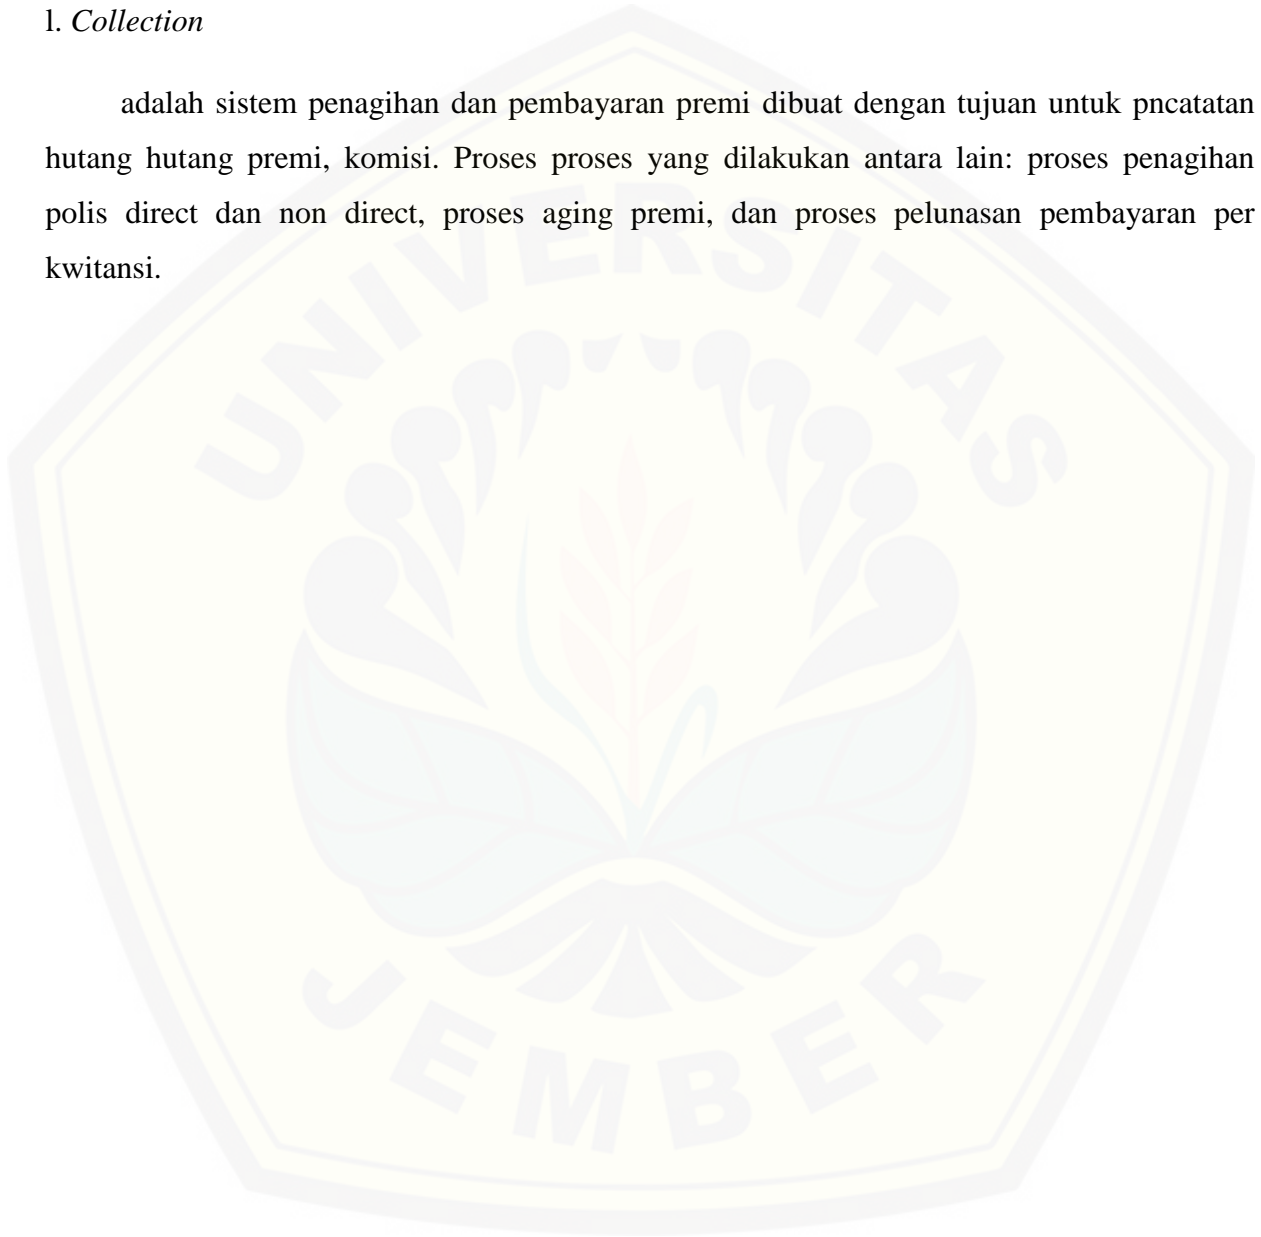 l. Collection
adalah sistem penagihan dan pembayaran premi dibuat dengan tujuan untuk pncatatan
hutang hutang premi, komisi. Proses proses yang dilakukan antara lain: proses penagihan
polis direct dan non direct, proses aging premi, dan proses pelunasan pembayaran per
kwitansi.
UNIVERSITAS
JEMBER